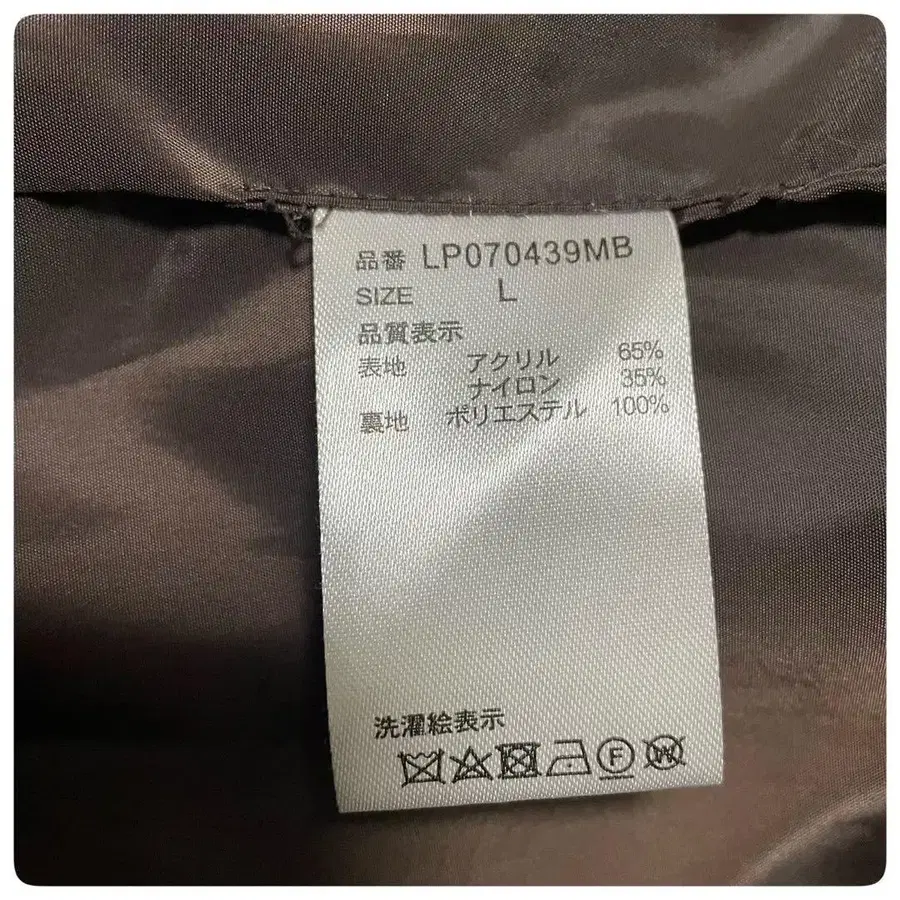 品番 LP070439MB
SIZE L
品質表示
表地 アクリル 65%
ナイロン 35%
裏地 ポリエステル 100%
洗濯絵表示
F W